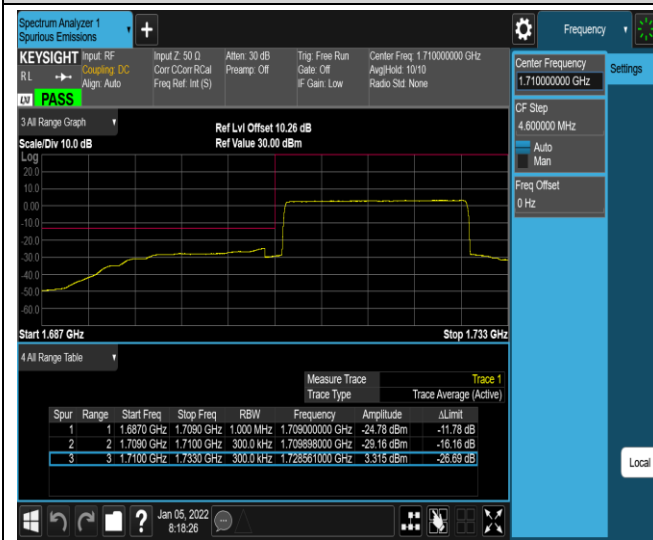 Spectrum Analyzer 1
Spurious Emissions
Frequency
KEYSIGHT
RL
LXI PASS
Input: RF
Coupling: DC
Align: Auto
Input Z: 50 Ω
Corr CCorr RCal
Freq Ref: Int (S)
Atten: 30 dB
Preamp: Off
Trig: Free Run
Gate: Off
IF Gain: Low
Center Freq: 1.710000000 GHz
Avg|Hold: 10/10
Radio Std: None
Center Frequency
1.710000000 GHz
CF Step
4.600000 MHz
Auto
Man
Freq Offset
0 Hz
Settings
Local
3 All Range Graph
Scale/Div 10.0 dB
Ref Lvl Offset 10.26 dB
Ref Value 30.00 dBm
Log
20.0
10.0
0.00
-10.0
-20.0
-30.0
-40.0
-50.0
-60.0
Start 1.687 GHz
Stop 1.733 GHz
4 All Range Table
Measure Trace Trace 1
Trace Type Trace Average (Active)
Spur Range Start Freq Stop Freq RBW Frequency Amplitude ΔLimit
1 1 1.6870 GHz 1.7090 GHz 1.000 MHz 1.709000000 GHz -24.78 dBm -11.78 dB
2 2 1.7090 GHz 1.7100 GHz 300.0 kHz 1.709898000 GHz -29.16 dBm -16.16 dB
3 3 1.7100 GHz 1.7330 GHz 300.0 kHz 1.728561000 GHz 3.315 dBm -26.69 dB
Jan 05, 2022
8:18:26